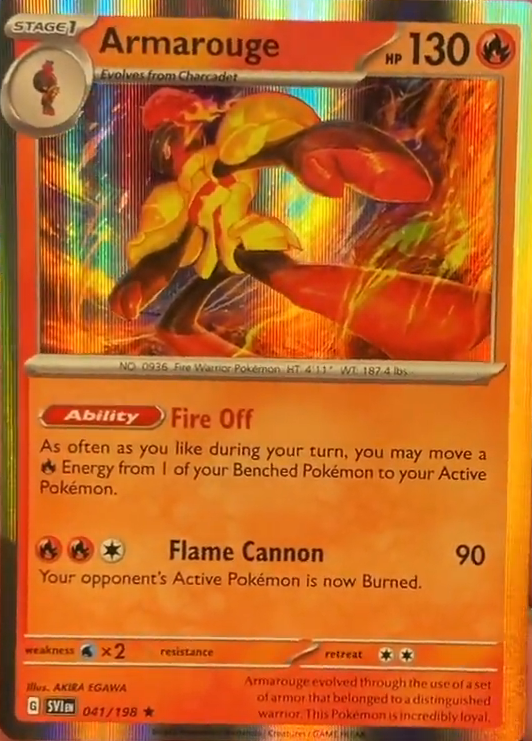 STAGE 1
Armarouge
HP 130
Evolves from Charcadet
NO. 0936 Fire Warrior Pokémon HT: 4'11" WT: 187.4 lbs
Ability Fire Off
As often as you like during your turn, you may move a
Energy from 1 of your Benched Pokémon to your Active
Pokémon.
Flame Cannon 90
Your opponent's Active Pokémon is now Burned.
weakness ×2 resistance retreat
Illus. AKIRA EGAWA
G SVI EN 041/198 ★
Armarouge evolved through the use of a set
of armor that belonged to a distinguished
warrior. This Pokémon is incredibly loyal.